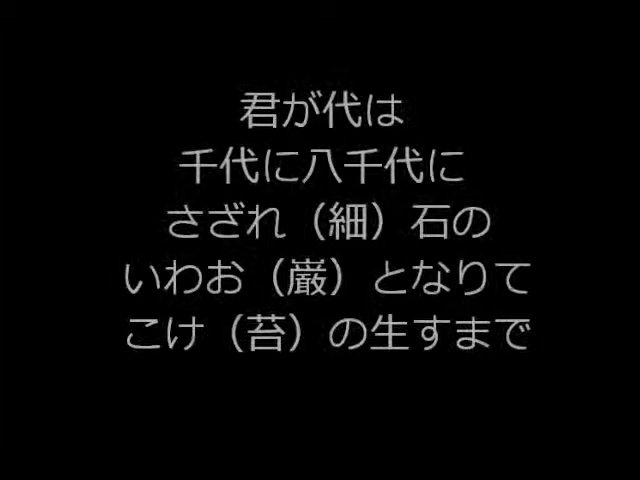 君が代は
千代に八千代に
さざれ（細）石の
いわお（巌）となりて
こけ（苔）の生すまで